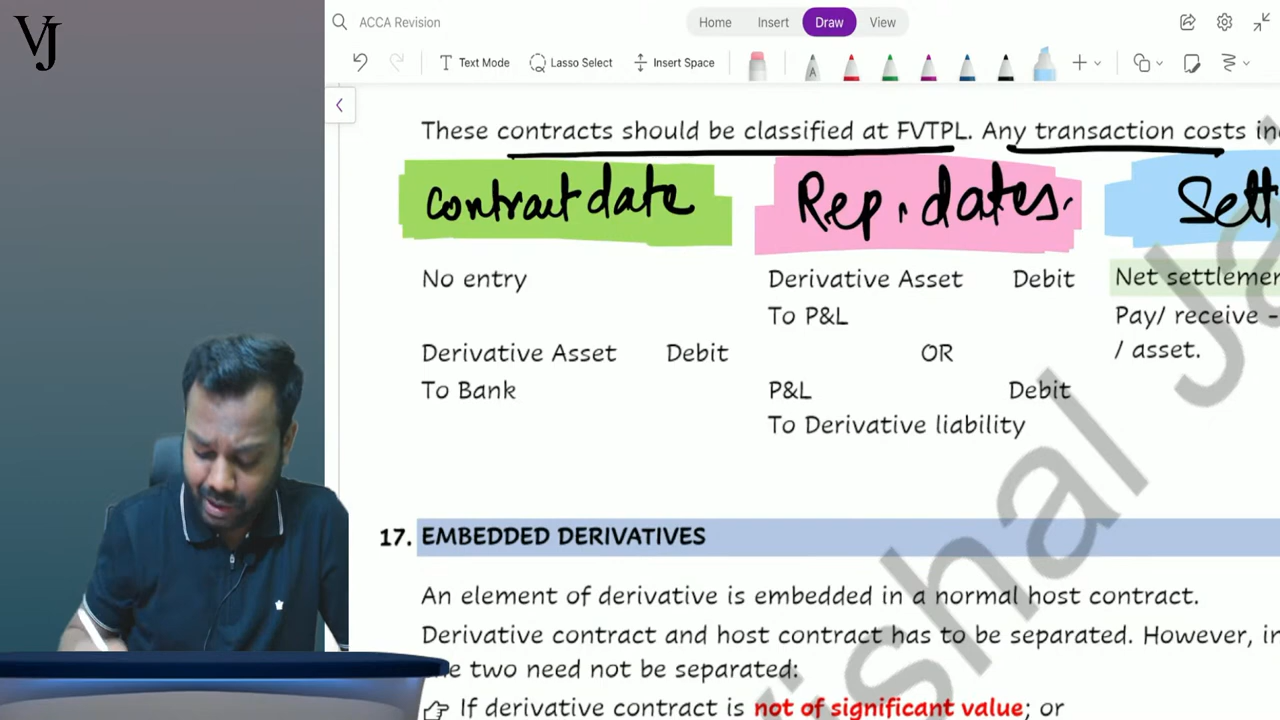 VJ
ACCA Revision
Home Insert Draw View
Text Mode Lasso Select Insert Space
These contracts should be classified at FVTPL. Any transaction costs in
Contract date Rep. dates. Sett
No entry Derivative Asset Debit Net settlemen
To P&L Pay/ receive -
Derivative Asset Debit OR / asset.
To Bank P&L Debit
To Derivative liability
17. EMBEDDED DERIVATIVES
An element of derivative is embedded in a normal host contract.
Derivative contract and host contract has to be separated. However, in
two need not be separated:
If derivative contract is not of significant value; or
shal Ja